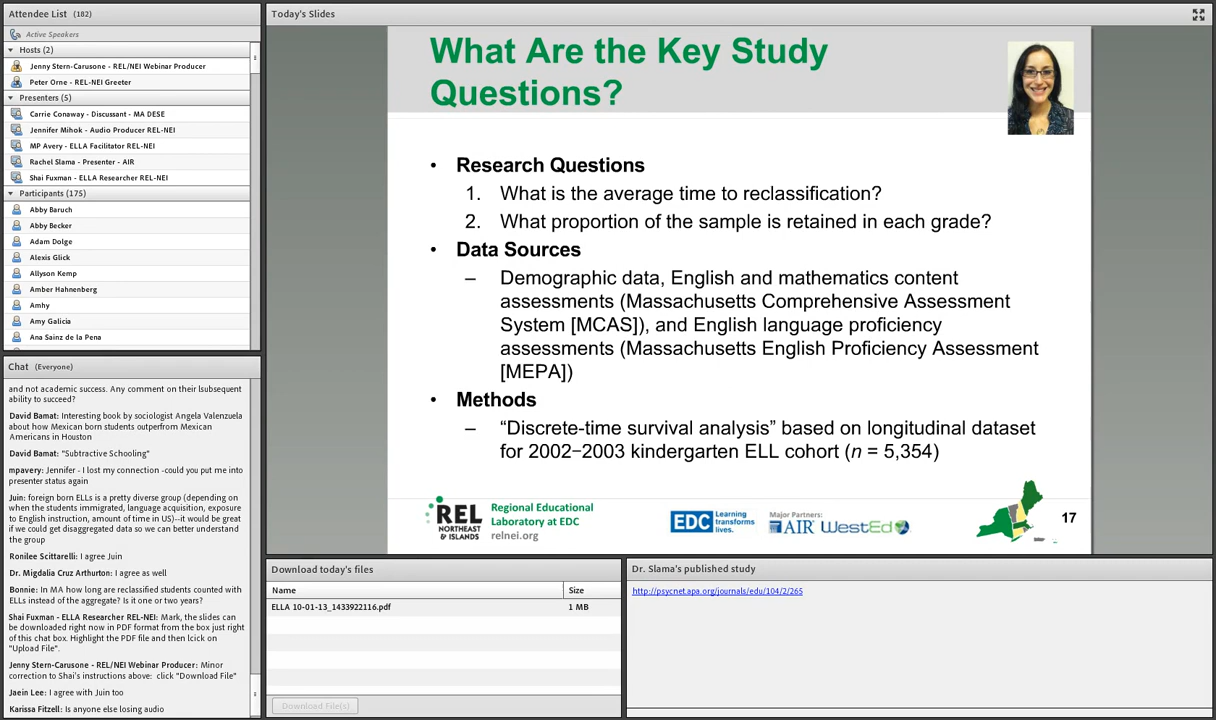 Attendee List (182)
Active Speakers
Hosts (2)
Jenny Stern-Carusone - REL/NEI Webinar Producer
Peter Orne - REL-NEI Greeter
Presenters (5)
Carrie Conaway - Discussant - MA DESE
Jennifer Mihok - Audio Producer REL-NEI
MP Avery - ELLA Facilitator REL-NEI
Rachel Slama - Presenter - AIR
Shai Fuxman - ELLA Researcher REL-NEI
Participants (175)
Abby Baruch
Abby Becker
Adam Dolge
Alexis Glick
Allyson Kemp
Amber Hahnenberg
Amhy
Amy Galicia
Ana Sainz de la Pena
Chat (Everyone)
and not academic success. Any comment on their lsubsequent
ability to succeed?
David Bamat: Interesting book by sociologist Angela Valenzuela
about how Mexican born students outperfrom Mexican
Americans in Houston
David Bamat: "Subtractive Schooling"
mpavery: Jennifer - I lost my connection -could you put me into
presenter status again
Juin: foreign born ELLs is a pretty diverse group (depending on
when the students immigrated, language acquisition, exposure
to English instruction, amount of time in US)--it would be great
if we could get disaggregated data so we can better understand
the group
Ronilee Scittarelli: I agree Juin
Dr. Migdalia Cruz Arthurton: I agree as well
Bonnie: In MA how long are reclassified students counted with
ELLs instead of the aggregate? Is it one or two years?
Shai Fuxman - ELLA Researcher REL-NEI: Mark, the slides can
be downloaded right now in PDF format from the box just right
of this chat box. Highlight the PDF file and then lcick on
"Upload File".
Jenny Stern-Carusone - REL/NEI Webinar Producer: Minor
correction to Shai's instructions above: click "Download File"
Jaein Lee: I agree with Juin too
Karissa Fitzell: Is anyone else losing audio
Today's Slides
What Are the Key Study
Questions?
• Research Questions
1. What is the average time to reclassification?
2. What proportion of the sample is retained in each grade?
• Data Sources
– Demographic data, English and mathematics content
assessments (Massachusetts Comprehensive Assessment
System [MCAS]), and English language proficiency
assessments (Massachusetts English Proficiency Assessment
[MEPA])
• Methods
– “Discrete-time survival analysis” based on longitudinal dataset
for 2002−2003 kindergarten ELL cohort (n = 5,354)
REL
NORTHEAST
& ISLANDS
Regional Educational
Laboratory at EDC
relnei.org
EDC Learning
transforms
lives.
Major Partners:
AIR WestEd
17
Download today's files
Name Size
ELLA 10-01-13_1433922116.pdf 1 MB
Download File(s)
Dr. Slama's published study
http://psycnet.apa.org/journals/edu/104/2/265